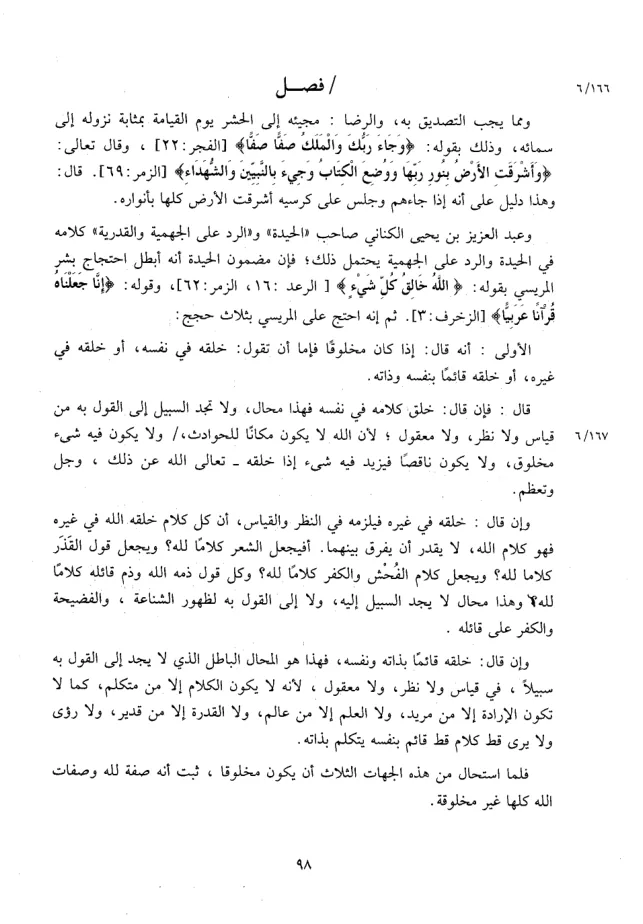 ٦/١٦٦
/ فصــل
ومما يجب التصديق به، والرضا : مجيئه إلى الحشر يوم القيامة بمثابة نزوله إلى
سمائه، وذلك بقوله: ﴿وَجَاءَ رَبُّكَ وَالْمَلَكُ صَفًّا صَفًّا﴾ [الفجر:٢٢] ، وقال تعالى:
﴿وَأَشْرَقَتِ الأَرْضُ بِنُورِ رَبِّهَا وَوُضِعَ الْكِتَابُ وَجِيءَ بِالنَّبِيِّينَ وَالشُّهَدَاءِ﴾ [الزمر:٦٩]. قال:
وهذا دليل على أنه إذا جاءهم وجلس على كرسيه أشرقت الأرض كلها بأنواره.
وعبد العزيز بن يحيى الكناني صاحب «الحيدة» و«الرد على الجهمية والقدرية» كلامه
في الحيدة والرد على الجهمية يحتمل ذلك؛ فإن مضمون الحيدة أنه أبطل احتجاج بشر
المريسي بقوله: ﴿ اللَّهُ خَالِقُ كُلِّ شَيْءٍ ﴾ [ الرعد :١٦، الزمر:٦٢]، وقوله: ﴿إِنَّا جَعَلْنَاهُ
قُرْآنًا عَرَبِيًّا﴾ [الزخرف:٣]. ثم إنه احتج على المريسي بثلاث حجج:
الأولى : أنه قال: إذا كان مخلوقًا فإما أن تقول: خلقه في نفسه، أو خلقه في
غيره، أو خلقه قائمًا بنفسه وذاته.
قال : فإن قال: خلق كلامه في نفسه فهذا محال، ولا تجد السبيل إلى القول به من
قياس ولا نظر، ولا معقول ؛ لأن الله لا يكون مكانًا للحوادث،/ ولا يكون فيه شىء
٦/١٦٧
مخلوق، ولا يكون ناقصًا فيزيد فيه شىء إذا خلقه ـ تعالى الله عن ذلك ، وجل
وتعظم.
وإن قال : خلقه في غيره فيلزمه في النظر والقياس، أن كل كلام خلقه الله في غيره
فهو كلام الله، لا يقدر أن يفرق بينهما. أفيجعل الشعر كلامًا لله؟ ويجعل قول القَذَر
كلاما لله؟ ويجعل كلام الفُحْش والكفر كلامًا لله؟ وكل قول ذمه الله وذم قائله كلامًا
لله؟ وهذا محال لا يجد السبيل إليه، ولا إلى القول به لظهور الشناعة ، والفضيحة
والكفر على قائله .
وإن قال: خلقه قائمًا بذاته ونفسه، فهذا هو المحال الباطل الذي لا يجد إلى القول به
سبيلاً ، في قياس ولا نظر، ولا معقول ، لأنه لا يكون الكلام إلا من متكلم، كما لا
تكون الإرادة إلا من مريد، ولا العلم إلا من عالم، ولا القدرة إلا من قدير، ولا رؤى
ولا يرى قط كلام قط قائم بنفسه يتكلم بذاته.
فلما استحال من هذه الجهات الثلاث أن يكون مخلوقا ، ثبت أنه صفة لله وصفات
الله كلها غير مخلوقة.
٩٨